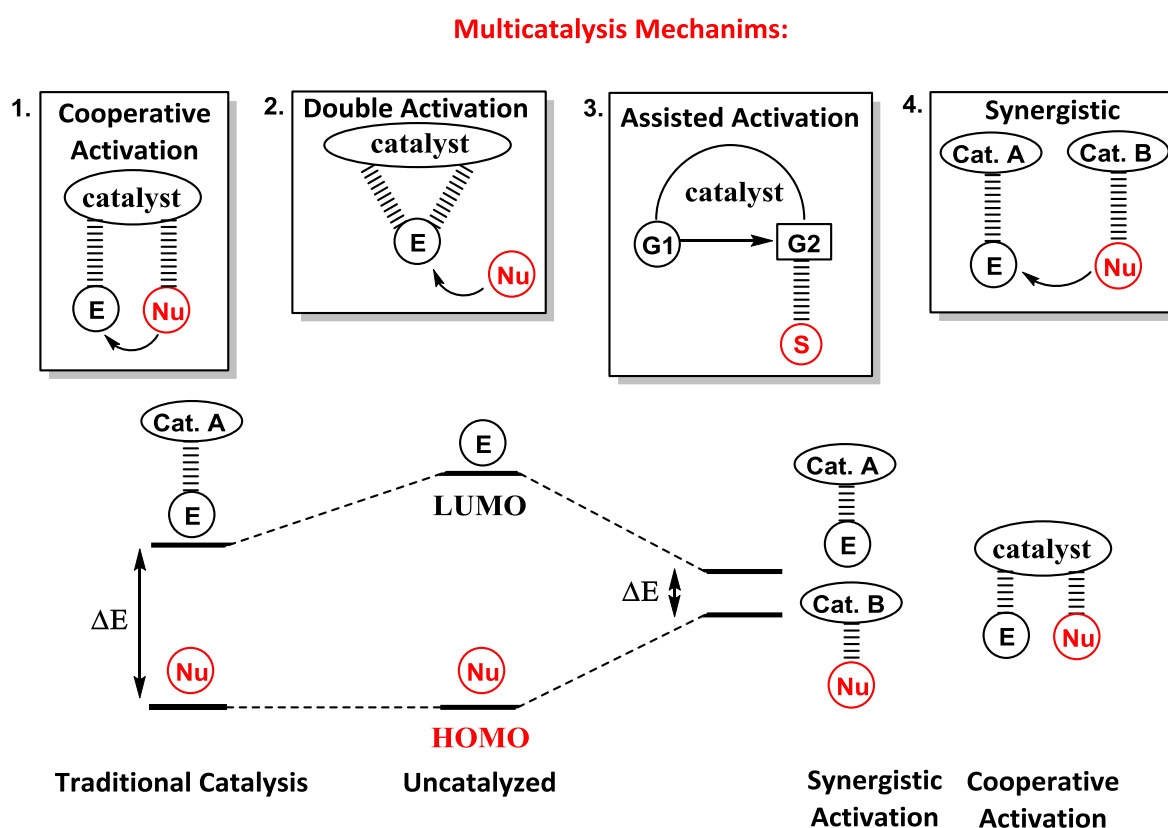 Multicatalysis Mechanims:
1.
Cooperative
Activation
catalyst
E
Nu
2.
Double Activation
catalyst
E
Nu
3.
Assisted Activation
catalyst
G1
G2
S
4.
Synergistic
Cat. A
Cat. B
E
Nu
Cat. A
E
ΔE
Nu
Traditional Catalysis
E
LUMO
Nu
HOMO
Uncatalyzed
ΔE
Cat. A
E
Cat. B
Nu
Synergistic
Activation
catalyst
E
Nu
Cooperative
Activation